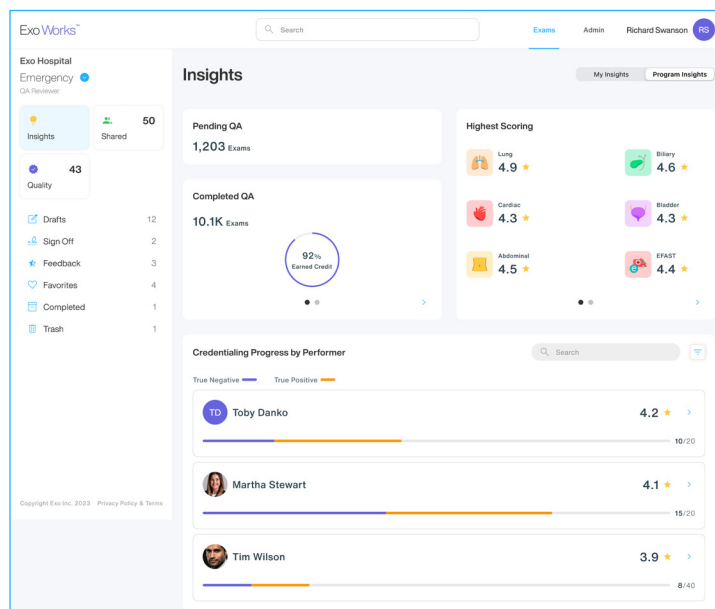 Exo Works™
Search
Exams
Admin
Richard Swanson
RS
Exo Hospital
Emergency
QA Reviewer
Insights
50
Shared
43
Quality
Drafts 12
Sign Off 2
Feedback 3
Favorites 4
Completed 1
Trash 1
Copyright Exo Inc. 2023 Privacy Policy & Terms
Insights
My Insights
Program Insights
Pending QA
1,203 Exams
Completed QA
10.1K Exams
92%
Earned Credit
Highest Scoring
Lung
4.9
Biliary
4.6
Cardiac
4.3
Bladder
4.3
Abdominal
4.5
EFAST
4.4
Credentialing Progress by Performer
Search
True Negative
True Positive
TD Toby Danko 4.2
10/20
Martha Stewart 4.1
15/20
Tim Wilson 3.9
8/40